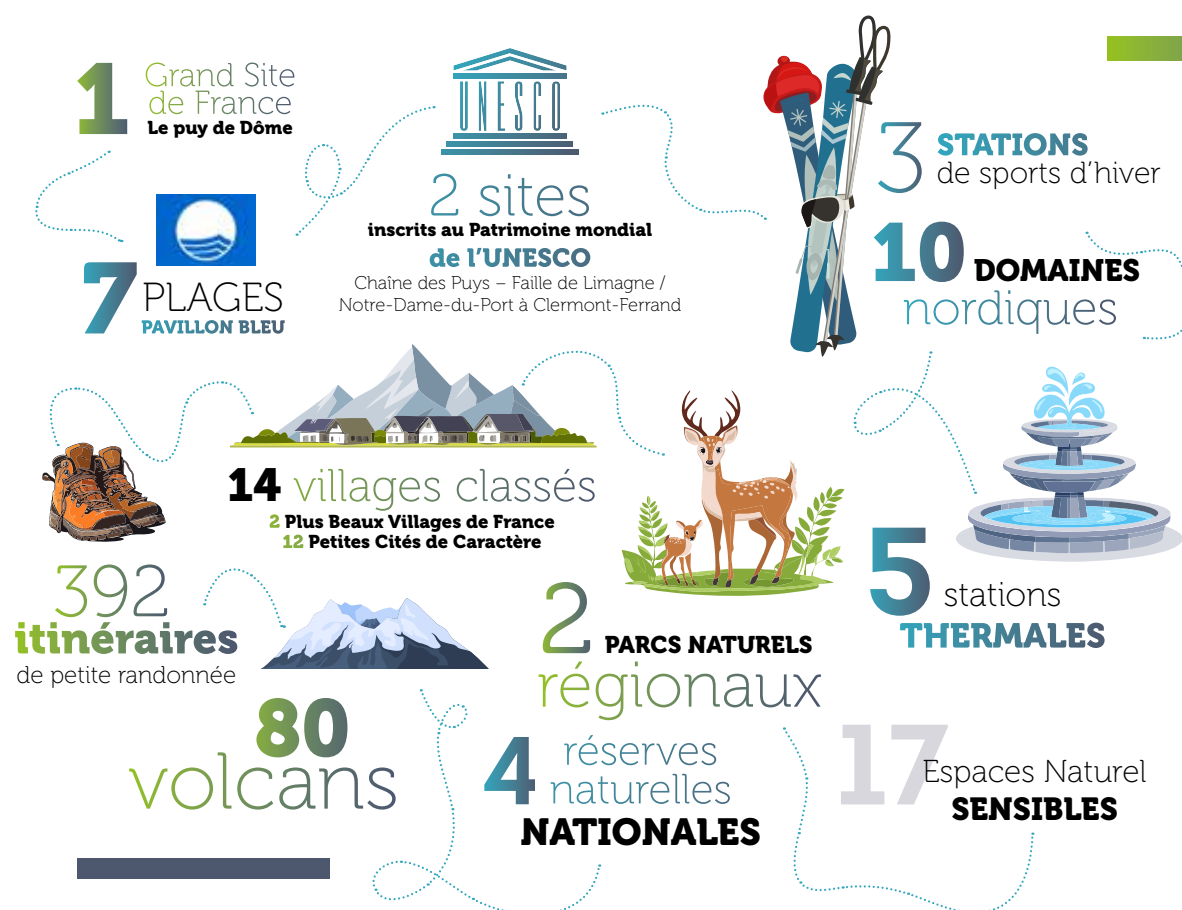 1 Grand Site
de France
Le puy de Dôme
UNESCO
2 sites
inscrits au Patrimoine mondial
de l'UNESCO
Chaîne des Puys – Faille de Limagne /
Notre-Dame-du-Port à Clermont-Ferrand
3 STATIONS
de sports d'hiver
10 DOMAINES
nordiques
7 PLAGES
PAVILLON BLEU
14 villages classés
2 Plus Beaux Villages de France
12 Petites Cités de Caractère
392
itinéraires
de petite randonnée
5 stations
THERMALES
2 PARCS NATURELS
régionaux
80
volcans
4 réserves
naturelles
NATIONALES
17 Espaces Naturel
SENSIBLES